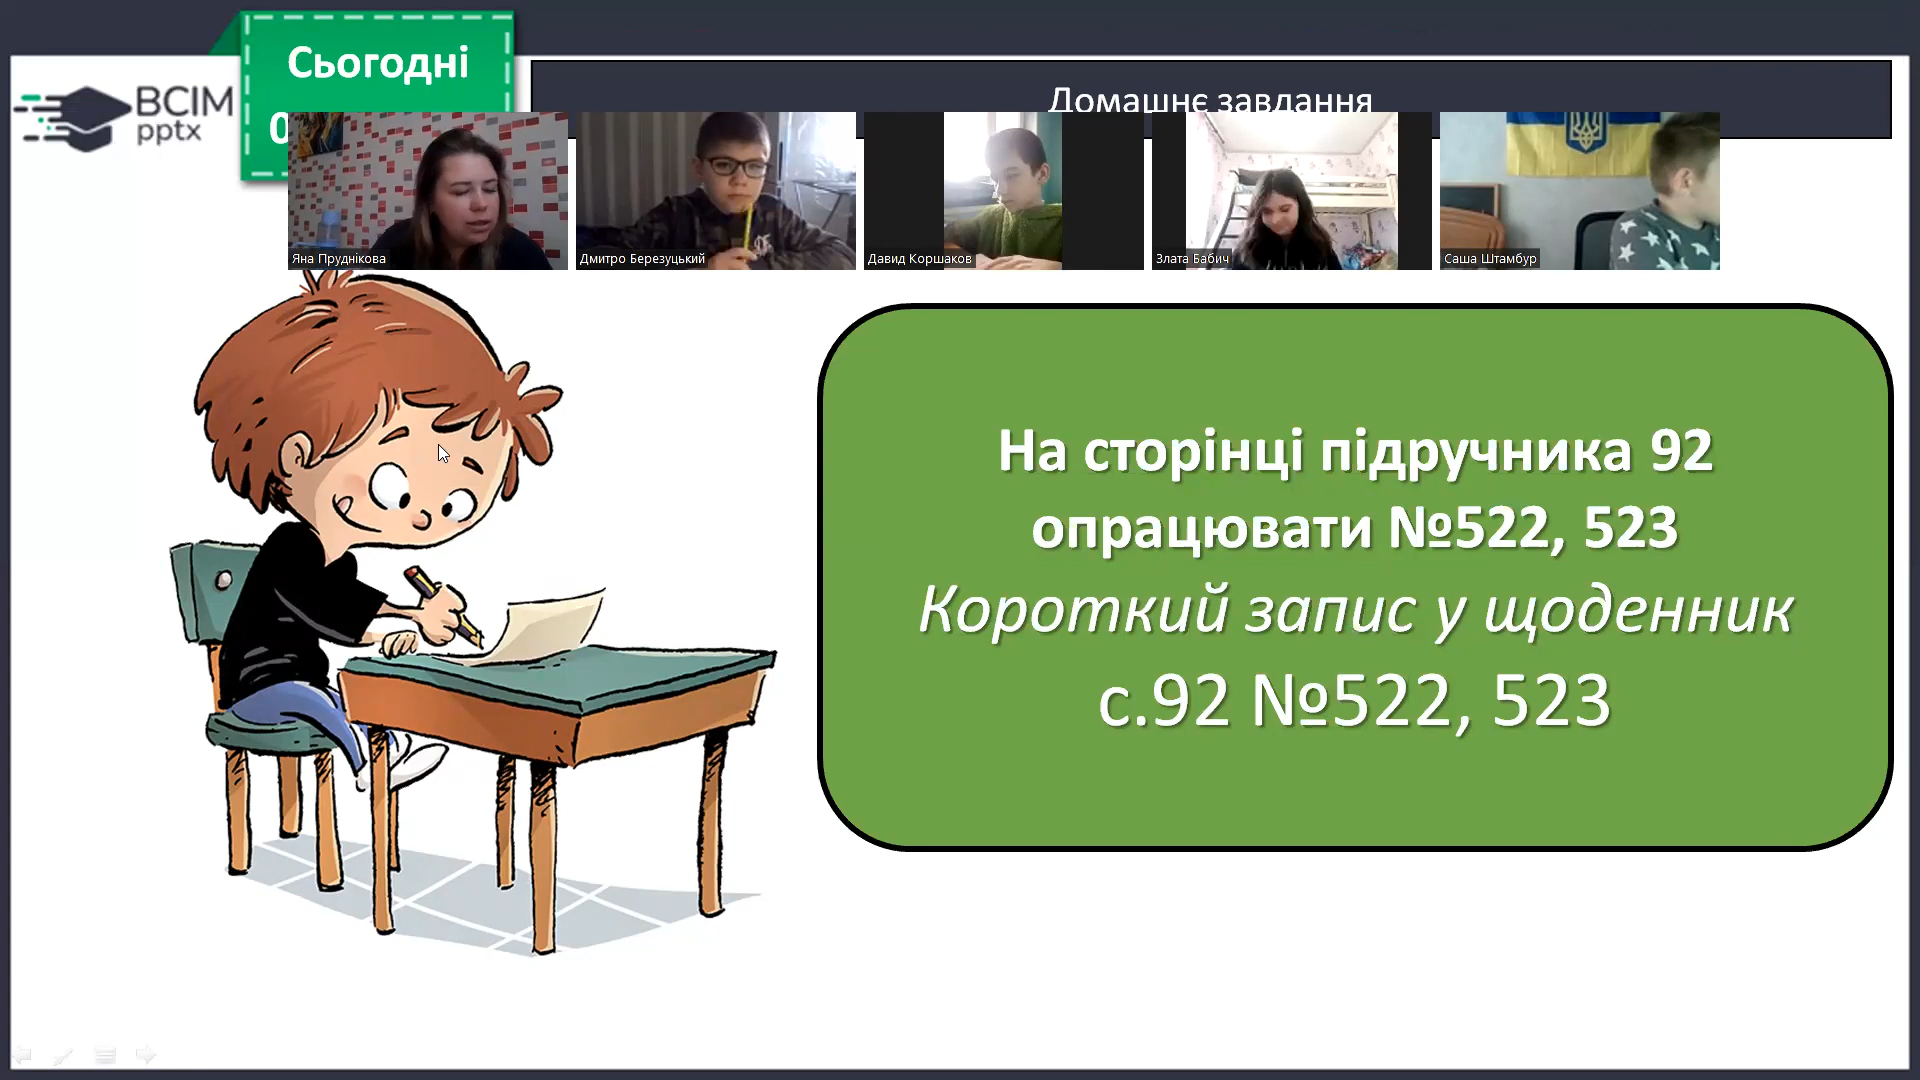 Сьогодні
ВСІМ
pptx
Домашнє завдання
Яна Пруднікова
Дмитро Березуцький
Давид Коршаков
Злата Бабич
Саша Штамбур
На сторінці підручника 92
опрацювати №522, 523
Короткий запис у щоденник
с.92 №522, 523